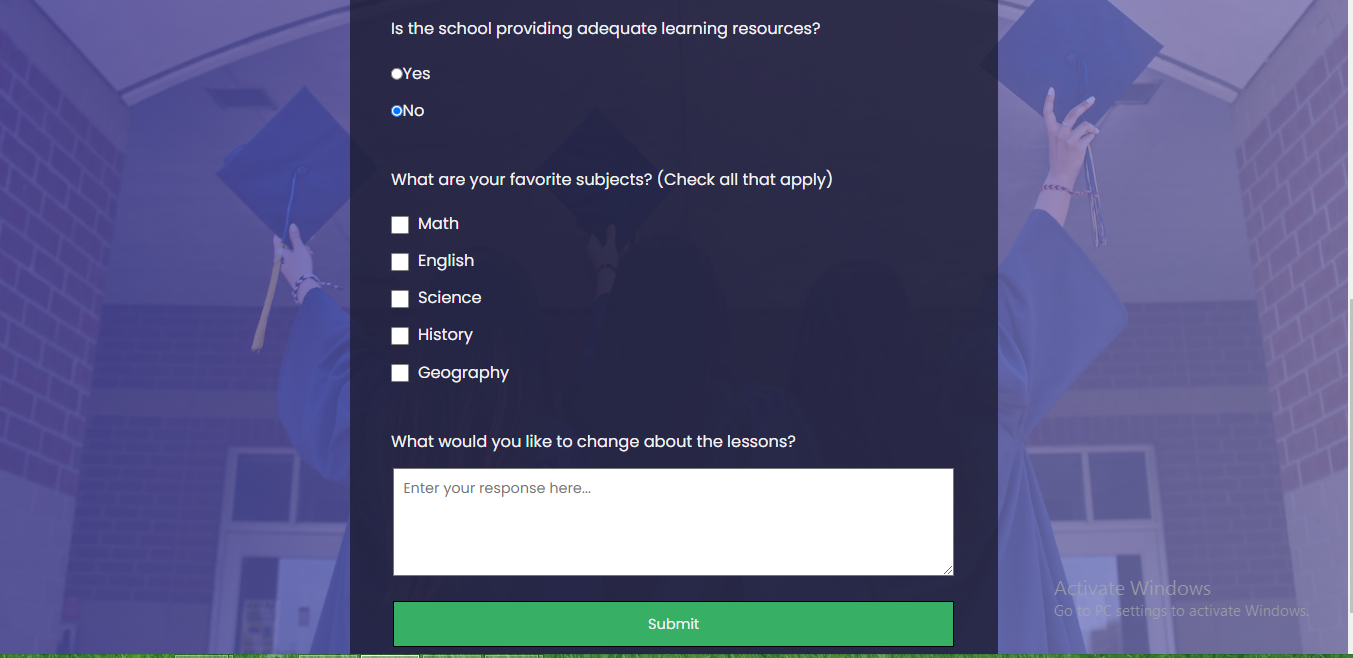 Is the school providing adequate learning resources?
Yes
No
What are your favorite subjects? (Check all that apply)
Math
English
Science
History
Geography
What would you like to change about the lessons?
Enter your response here...
Submit
Activate Windows
Go to PC settings to activate Windows.